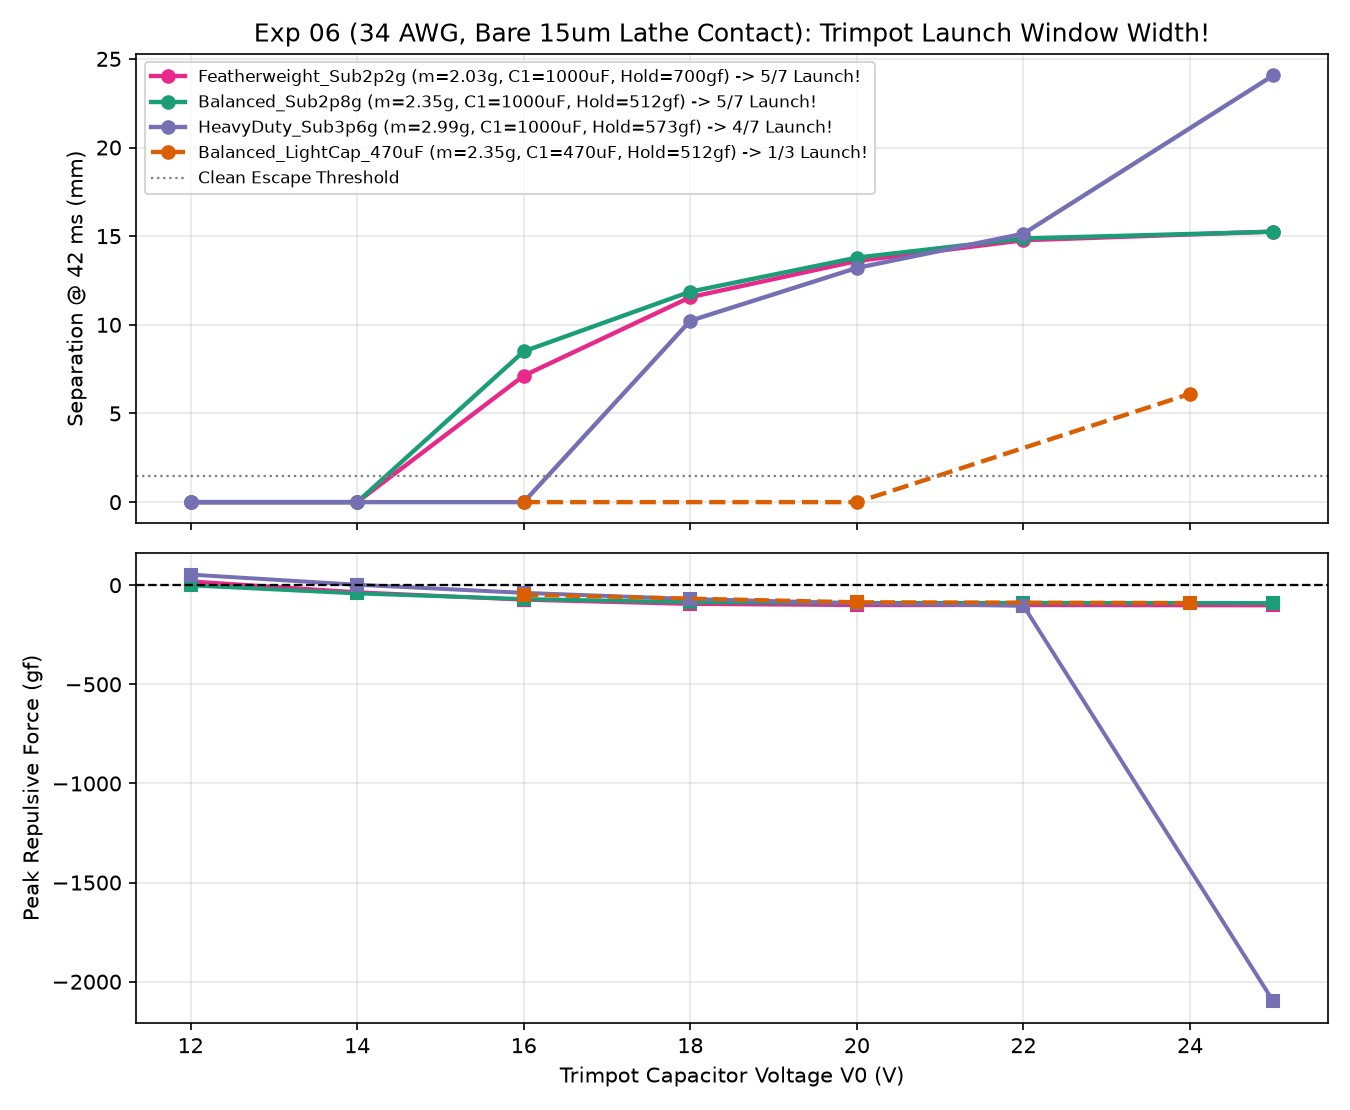 Exp 06 (34 AWG, Bare 15um Lathe Contact): Trimpot Launch Window Width!
Separation @ 42 ms (mm)
25
20
15
10
5
0
Featherweight_Sub2p2g (m=2.03g, C1=1000uF, Hold=700gf) -> 5/7 Launch!
Balanced_Sub2p8g (m=2.35g, C1=1000uF, Hold=512gf) -> 5/7 Launch!
HeavyDuty_Sub3p6g (m=2.99g, C1=1000uF, Hold=573gf) -> 4/7 Launch!
Balanced_LightCap_470uF (m=2.35g, C1=470uF, Hold=512gf) -> 1/3 Launch!
Clean Escape Threshold
Peak Repulsive Force (gf)
0
−500
−1000
−1500
−2000
12 14 16 18 20 22 24
Trimpot Capacitor Voltage V0 (V)